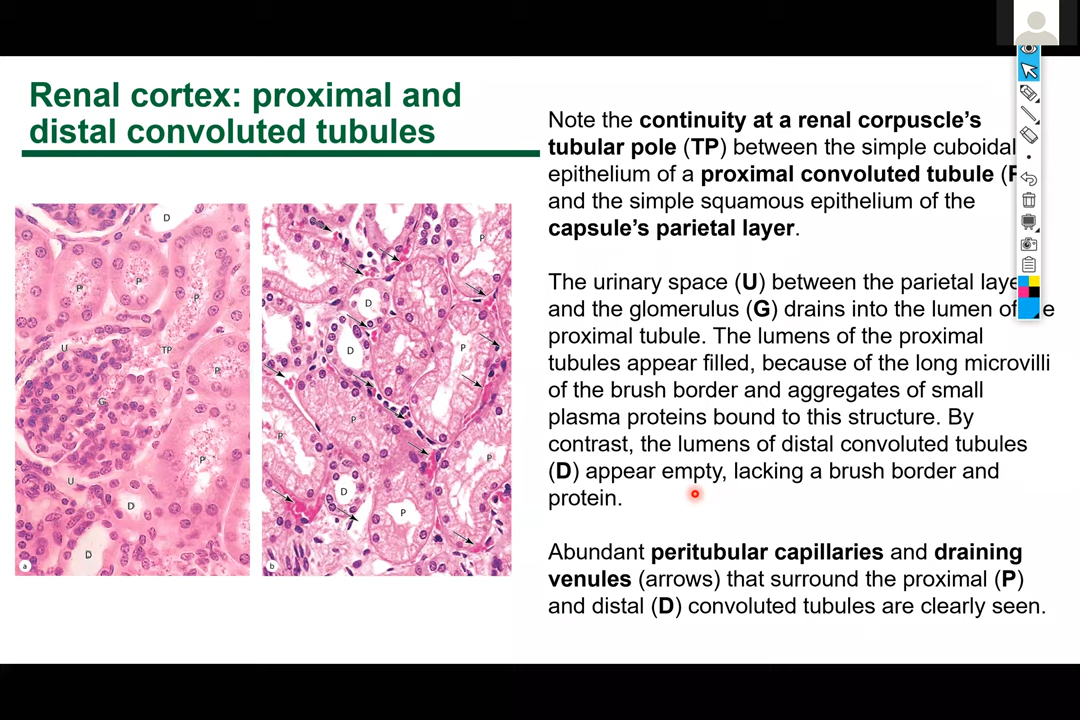 Renal cortex: proximal and
distal convoluted tubules
Note the continuity at a renal corpuscle's
tubular pole (TP) between the simple cuboidal
epithelium of a proximal convoluted tubule (
and the simple squamous epithelium of the
capsule's parietal layer.
The urinary space (U) between the parietal
and the glomerulus (G) drains into the lumen of
proximal tubule. The lumens of the proximal
tubules appear filled, because of the long microvilli
of the brush border and aggregates of small
plasma proteins bound to this structure. By
contrast, the lumens of distal convoluted tubules
(D) appear empty, lacking a brush border and
protein.
Abundant peritubular capillaries and draining
venules (arrows) that surround the proximal (P)
and distal (D) convoluted tubules are clearly seen.
D
P
P
P
U
TP
P
G
P
U
D
D
a
P
D
D
P
P
P
P
D
P
b